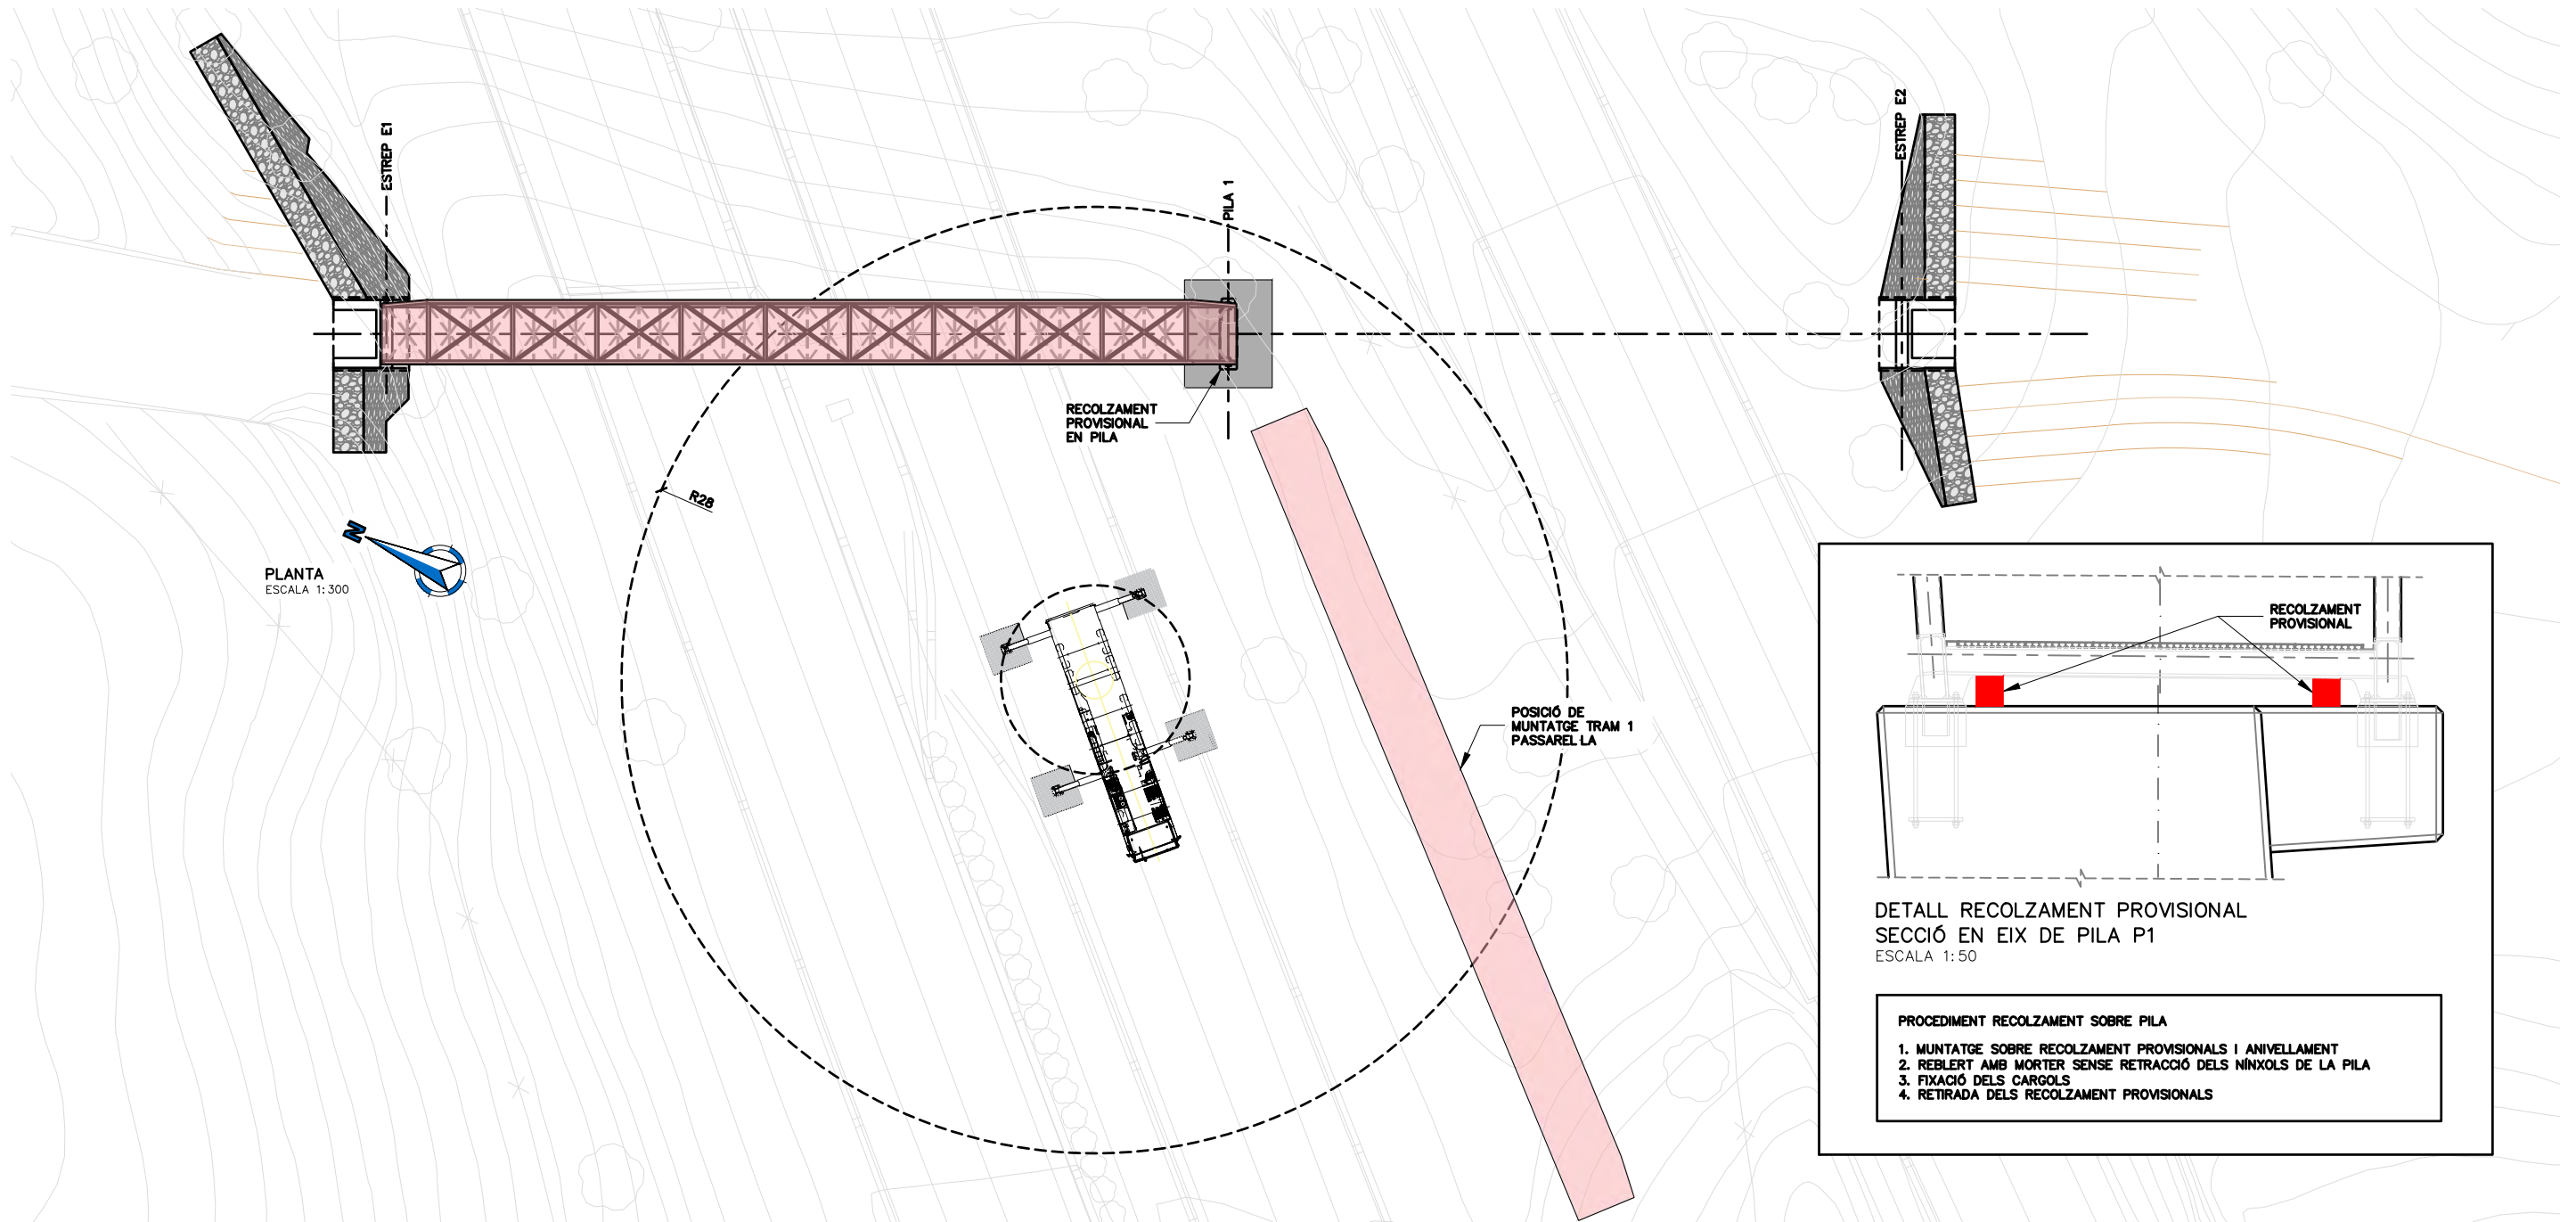 ESTREP E1
PILA 1
ESTREP E2
RECOLZAMENT
PROVISIONAL
EN PILA
R28
N
PLANTA
ESCALA 1:300
POSICIÓ DE
MUNTATGE TRAM 1
PASSAREL LA
RECOLZAMENT
PROVISIONAL
DETALL RECOLZAMENT PROVISIONAL
SECCIÓ EN EIX DE PILA P1
ESCALA 1:50
PROCEDIMENT RECOLZAMENT SOBRE PILA
1. MUNTATGE SOBRE RECOLZAMENT PROVISIONALS I ANIVELLAMENT
2. REBLERT AMB MORTER SENSE RETRACCIÓ DELS NÍNXOLS DE LA PILA
3. FIXACIÓ DELS CARGOLS
4. RETIRADA DELS RECOLZAMENT PROVISIONALS